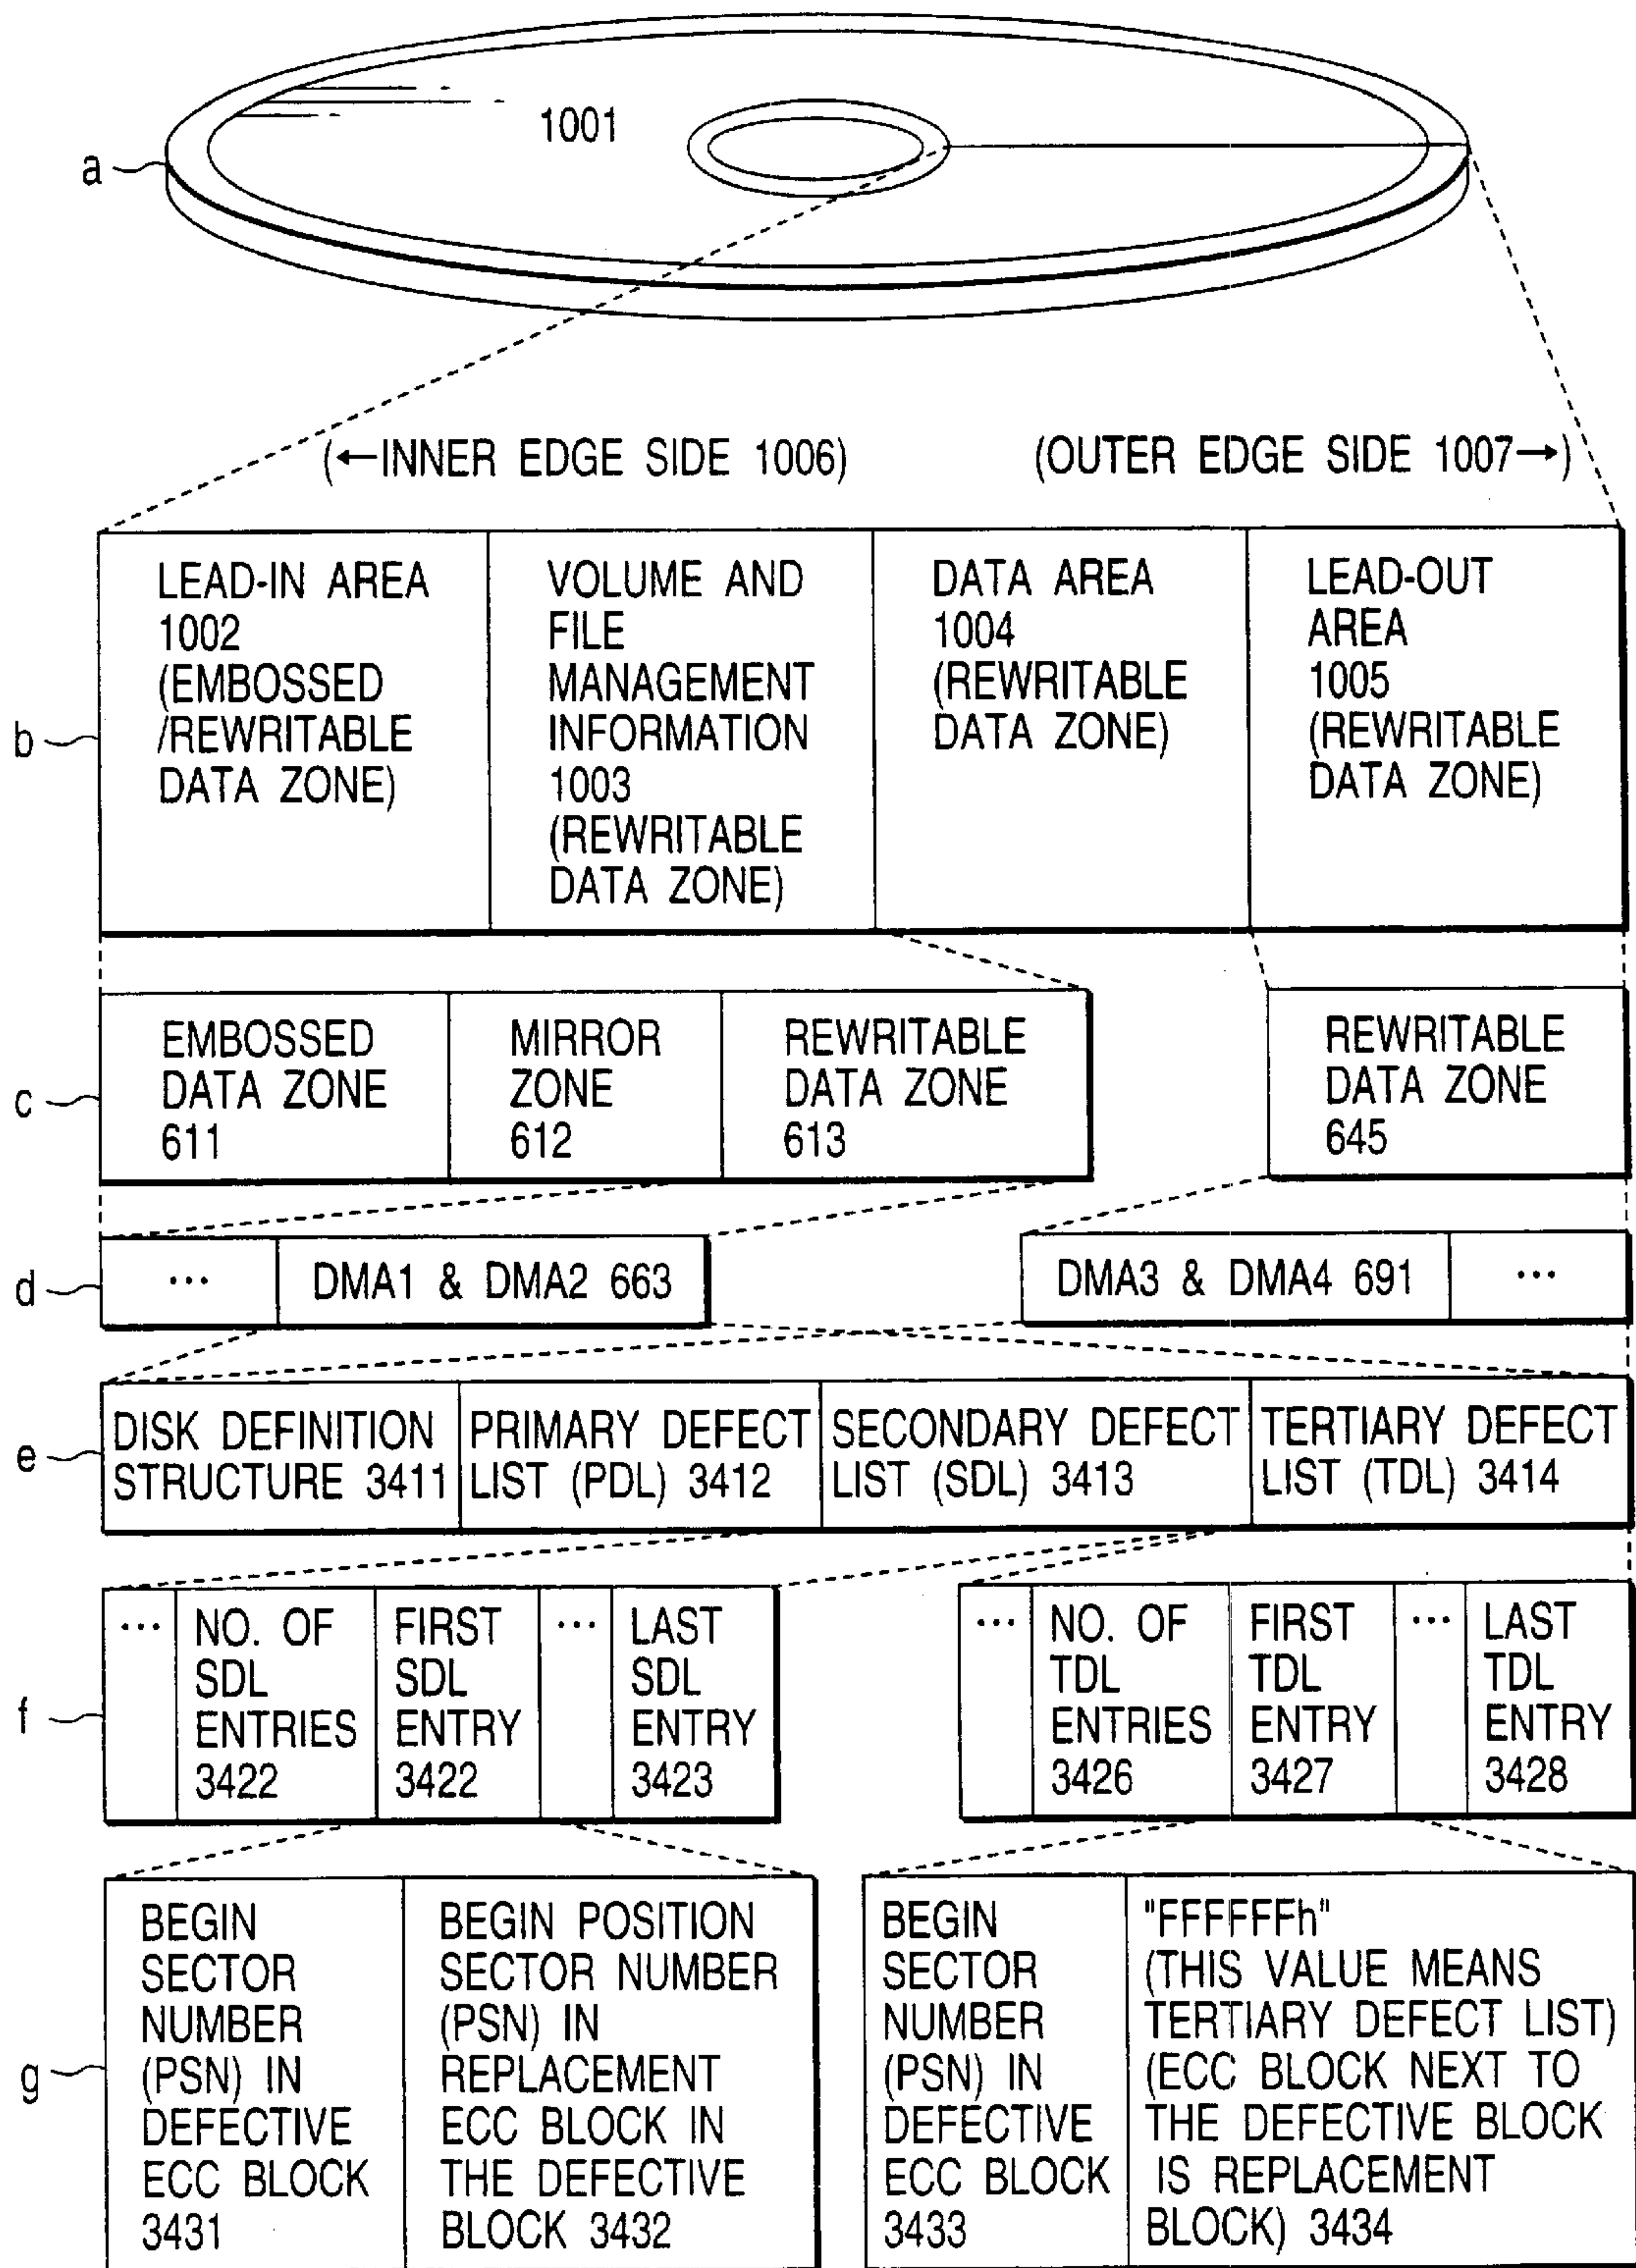 1001
a
(←INNER EDGE SIDE 1006)
(OUTER EDGE SIDE 1007→)
b
LEAD-IN AREA
1002
(EMBOSSED
/REWRITABLE
DATA ZONE)
VOLUME AND
FILE
MANAGEMENT
INFORMATION
1003
(REWRITABLE
DATA ZONE)
DATA AREA
1004
(REWRITABLE
DATA ZONE)
LEAD-OUT
AREA
1005
(REWRITABLE
DATA ZONE)
c
EMBOSSED
DATA ZONE
611
MIRROR
ZONE
612
REWRITABLE
DATA ZONE
613
REWRITABLE
DATA ZONE
645
d
...
DMA1 & DMA2 663
DMA3 & DMA4 691
...
e
DISK DEFINITION
STRUCTURE 3411
PRIMARY DEFECT
LIST (PDL) 3412
SECONDARY DEFECT
LIST (SDL) 3413
TERTIARY DEFECT
LIST (TDL) 3414
f
...
NO. OF
SDL
ENTRIES
3422
FIRST
SDL
ENTRY
3422
...
LAST
SDL
ENTRY
3423
...
NO. OF
TDL
ENTRIES
3426
FIRST
TDL
ENTRY
3427
...
LAST
TDL
ENTRY
3428
g
BEGIN
SECTOR
NUMBER
(PSN) IN
DEFECTIVE
ECC BLOCK
3431
BEGIN POSITION
SECTOR NUMBER
(PSN) IN
REPLACEMENT
ECC BLOCK IN
THE DEFECTIVE
BLOCK 3432
BEGIN
SECTOR
NUMBER
(PSN) IN
DEFECTIVE
ECC BLOCK
3433
"FFFFFFh"
(THIS VALUE MEANS
TERTIARY DEFECT LIST)
(ECC BLOCK NEXT TO
THE DEFECTIVE BLOCK
IS REPLACEMENT
BLOCK) 3434